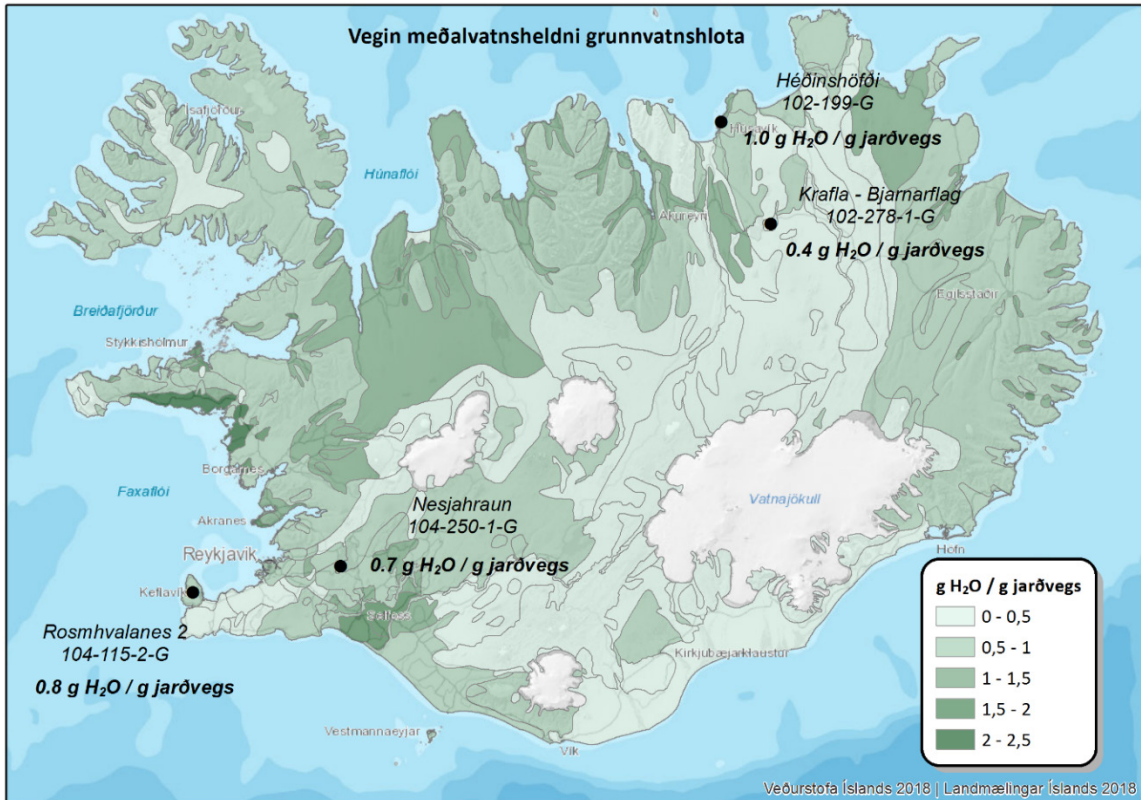 Vegin meðalvatnsheldni grunnvatnshlota
Héðinshöfði
102-199-G
Húsavík
1.0 g H₂O / g jarðvegs
Ísafjörður
Húnaflói
Krafla - Bjarnarflag
102-278-1-G
Akureyri
0.4 g H₂O / g jarðvegs
Egilsstaðir
Breiðafjörður
Stykkishólmur
Borgarnes
Vatnajökull
Faxaflói
Nesjahraun
104-250-1-G
Akranes
Reykjavík
0.7 g H₂O / g jarðvegs
Höfn
Keflavík
Selfoss
Rosmhvalanes 2
104-115-2-G
0.8 g H₂O / g jarðvegs
Kirkjubæjarklaustur
Vestmannaeyjar
Vík
g H₂O / g jarðvegs
0 - 0,5
0,5 - 1
1 - 1,5
1,5 - 2
2 - 2,5
Veðurstofa Íslands 2018 | Landmælingar Íslands 2018